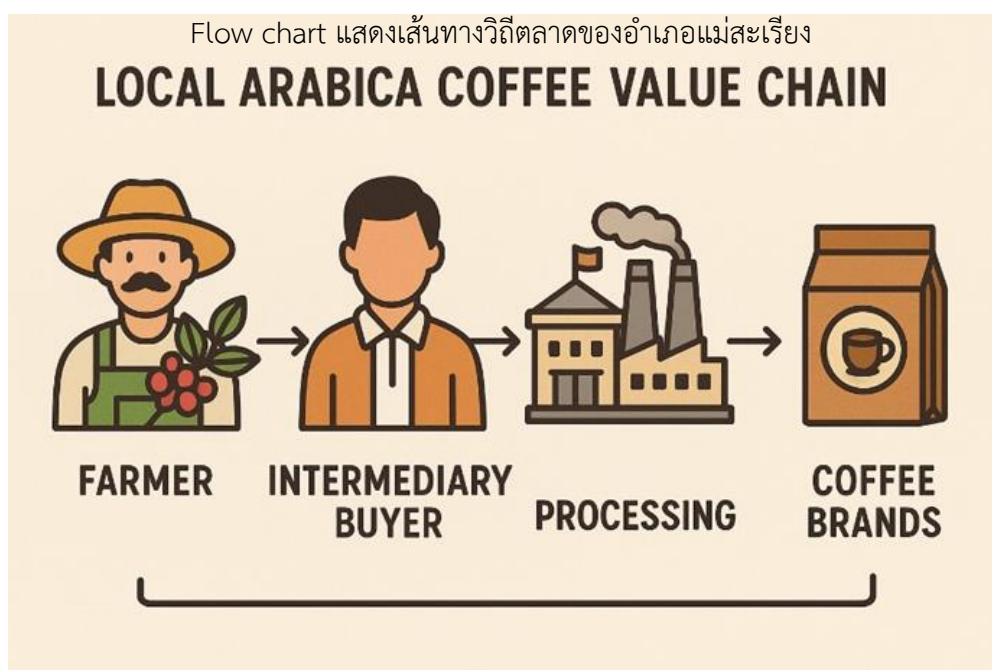 Flow chart แสดงเส้นทางวิถีตลาดของอำเภอแม่สะเรียง
LOCAL ARABICA COFFEE VALUE CHAIN
FARMER
INTERMEDIARY
BUYER
PROCESSING
COFFEE
BRANDS